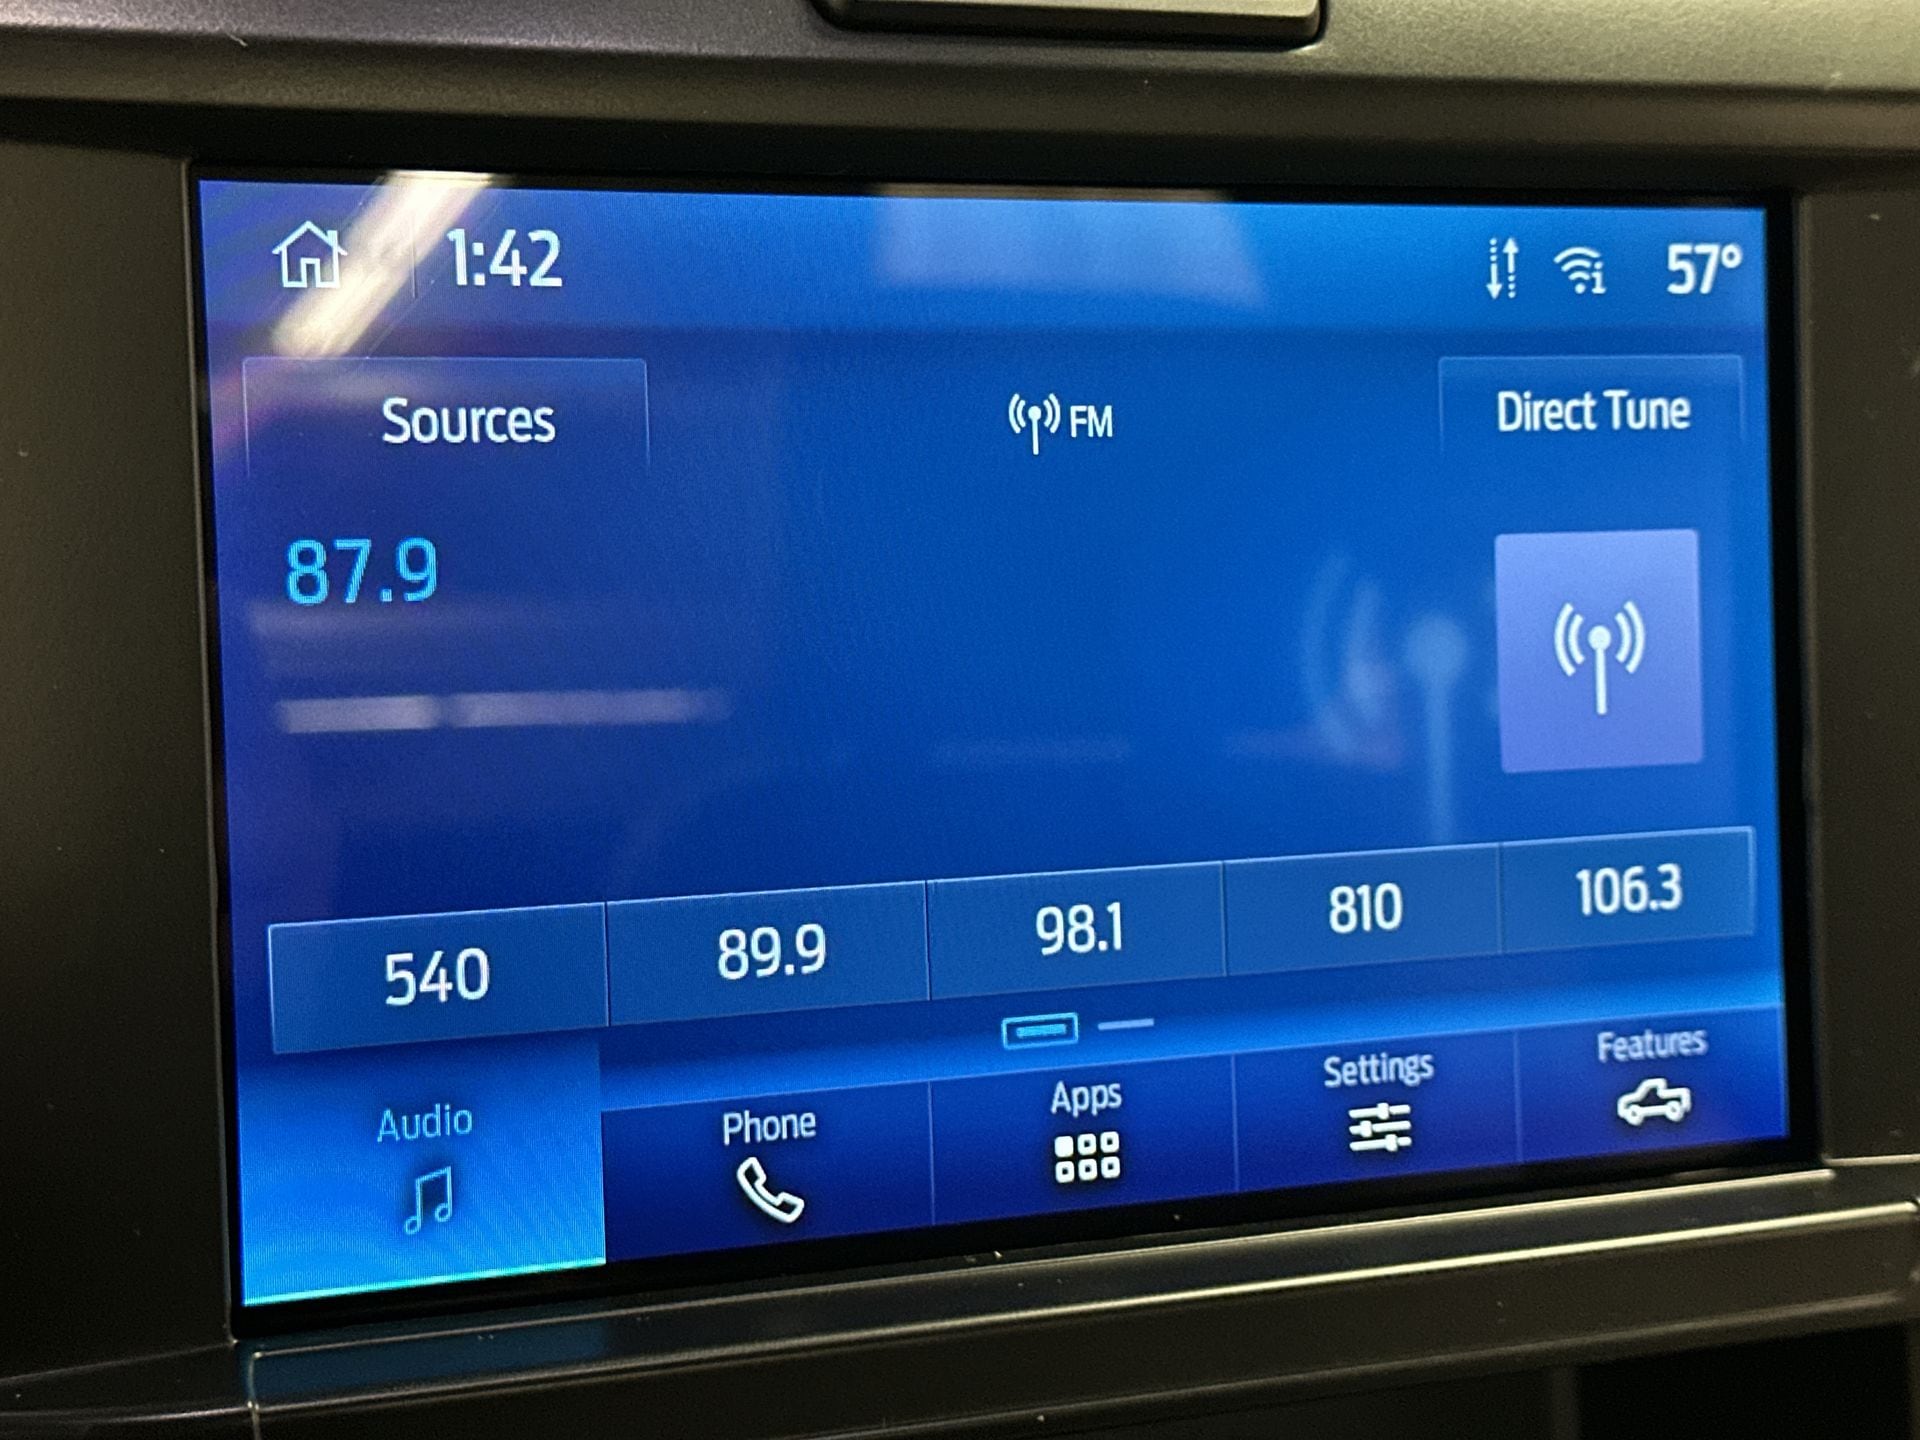 1:42
57°
Sources
FM
Direct Tune
87.9
540
89.9
98.1
810
106.3
Audio
Phone
Apps
Settings
Features